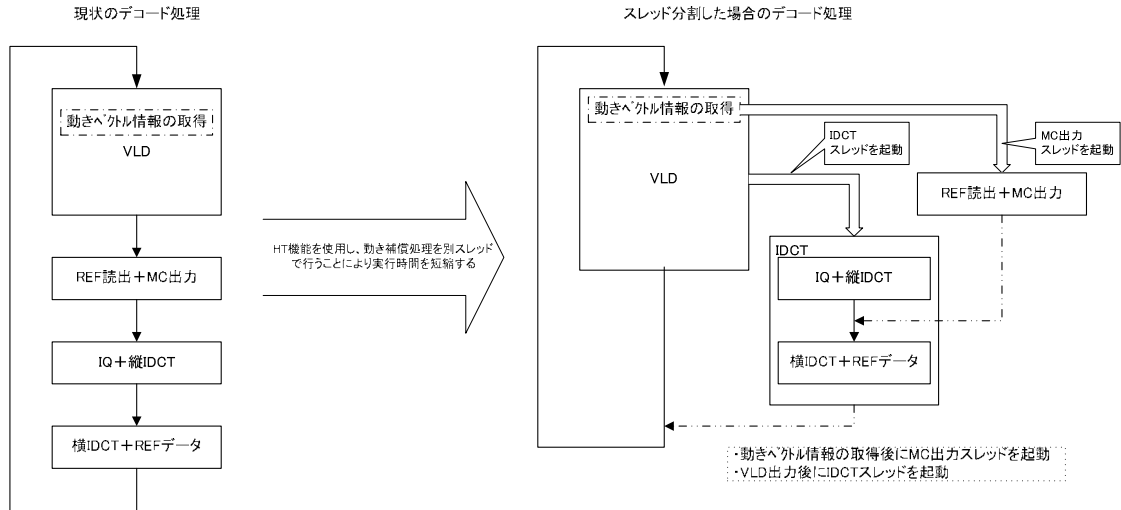 現状のデコード処理
動きベクトル情報の取得
VLD
REF読出+MC出力
IQ+縦IDCT
横IDCT+REFデータ
HT機能を使用し、動き補償処理を別スレッド
で行うことにより実行時間を短縮する
スレッド分割した場合のデコード処理
動きベクトル情報の取得
VLD
IDCT
スレッドを起動
MC出力
スレッドを起動
REF読出+MC出力
IDCT
IQ+縦IDCT
横IDCT+REFデータ
・動きベクトル情報の取得後にMC出力スレッドを起動
・VLD出力後にIDCTスレッドを起動